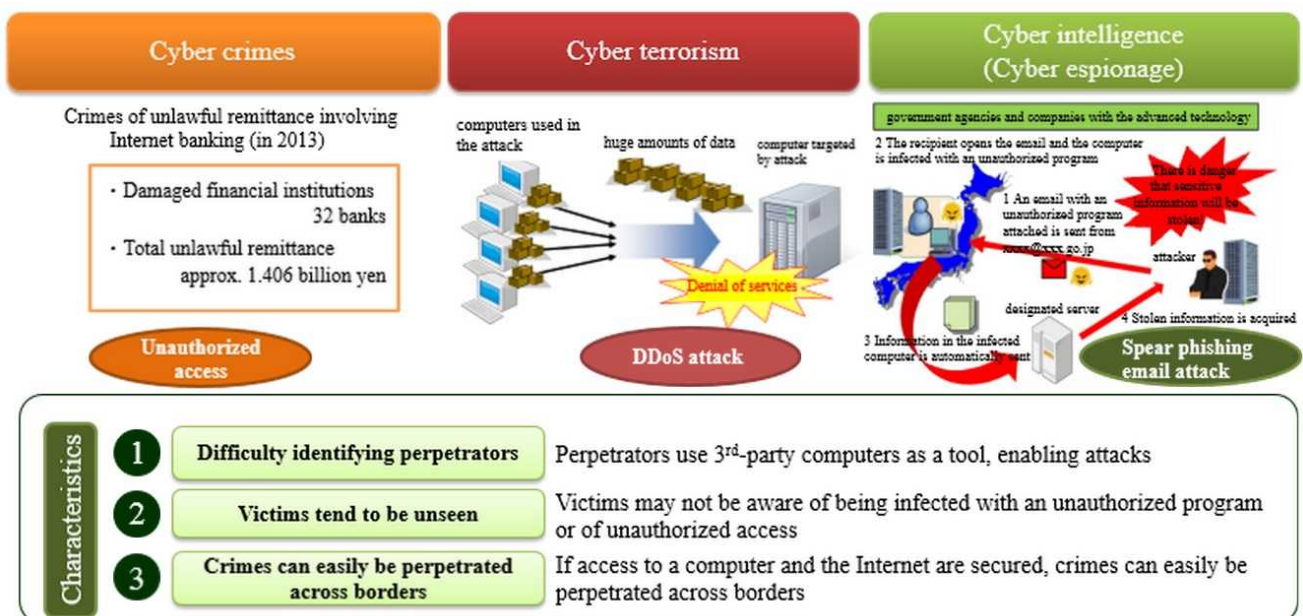 Cyber crimes
Cyber terrorism
Cyber intelligence
(Cyber espionage)
Crimes of unlawful remittance involving
Internet banking (in 2013)
・Damaged financial institutions
32 banks
・Total unlawful remittance
approx. 1.406 billion yen
Unauthorized
access
computers used in
the attack
huge amounts of data
computer targeted
by attack
Denial of services
DDoS attack
government agencies and companies with the advanced technology
2 The recipient opens the email and the computer
is infected with an unauthorized program
There is danger
that sensitive
information will be
stolen!
1 An email with an
unauthorized program
attached is sent from
xxxx@xxx.go.jp
attacker
designated server
4 Stolen information is acquired
3 Information in the infected
computer is automatically sent
Spear phishing
email attack
Characteristics
1
Difficulty identifying perpetrators
Perpetrators use 3rd-party computers as a tool, enabling attacks
2
Victims tend to be unseen
Victims may not be aware of being infected with an unauthorized program
or of unauthorized access
3
Crimes can easily be perpetrated
across borders
If access to a computer and the Internet are secured, crimes can easily be
perpetrated across borders